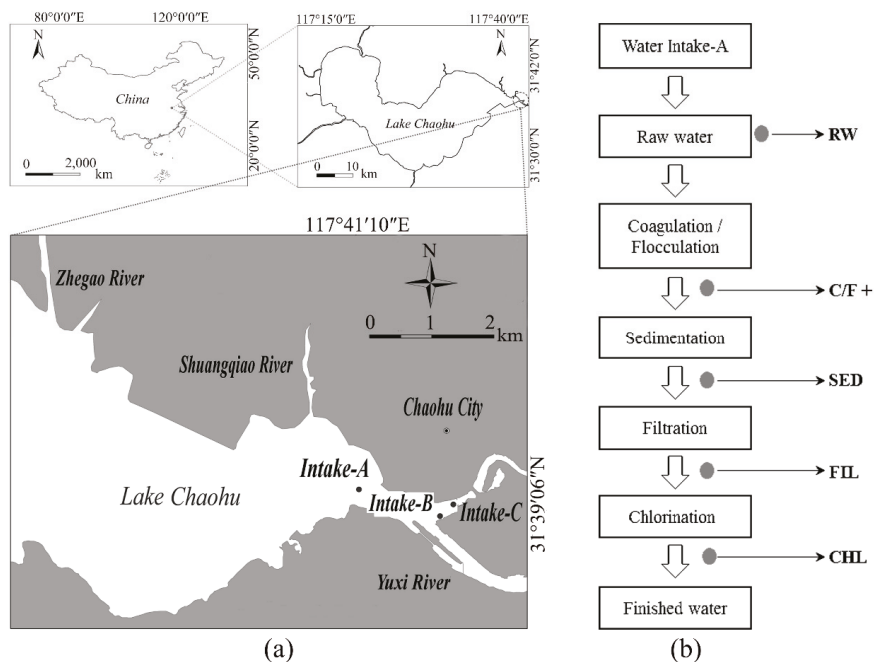 80°0′0″E
120°0′0″E
N
50°0′0″N
China
20°0′0″N
0
2,000
km
117°15′0″E
117°40′0″E
N
31°42′0″N
Lake Chaohu
31°30′0″N
0
10
km
117°41′10″E
Zhegao River
N
0
1
2
km
Shuangqiao River
Chaohu City
Intake-A
Lake Chaohu
Intake-B
Intake-C
31°39′06″N
Yuxi River
(a)
Water Intake-A
Raw water
RW
Coagulation /
Flocculation
C/F +
Sedimentation
SED
Filtration
FIL
Chlorination
CHL
Finished water
(b)